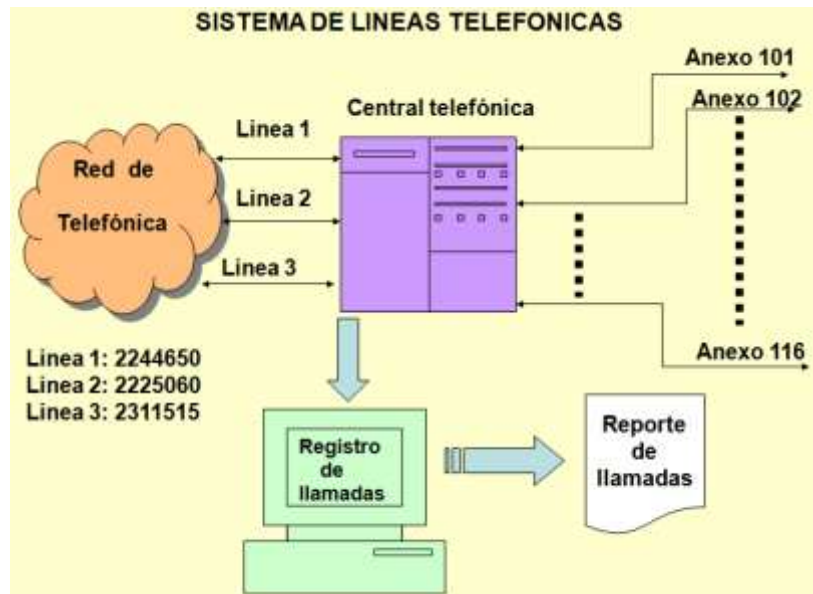 SISTEMA DE LINEAS TELEFONICAS
Anexo 101
Central telefónica
Anexo 102
Linea 1
Red de
Telefónica
Linea 2
Linea 3
Anexo 116
Linea 1: 2244650
Linea 2: 2225060
Linea 3: 2311515
Registro
de
llamadas
Reporte
de
llamadas